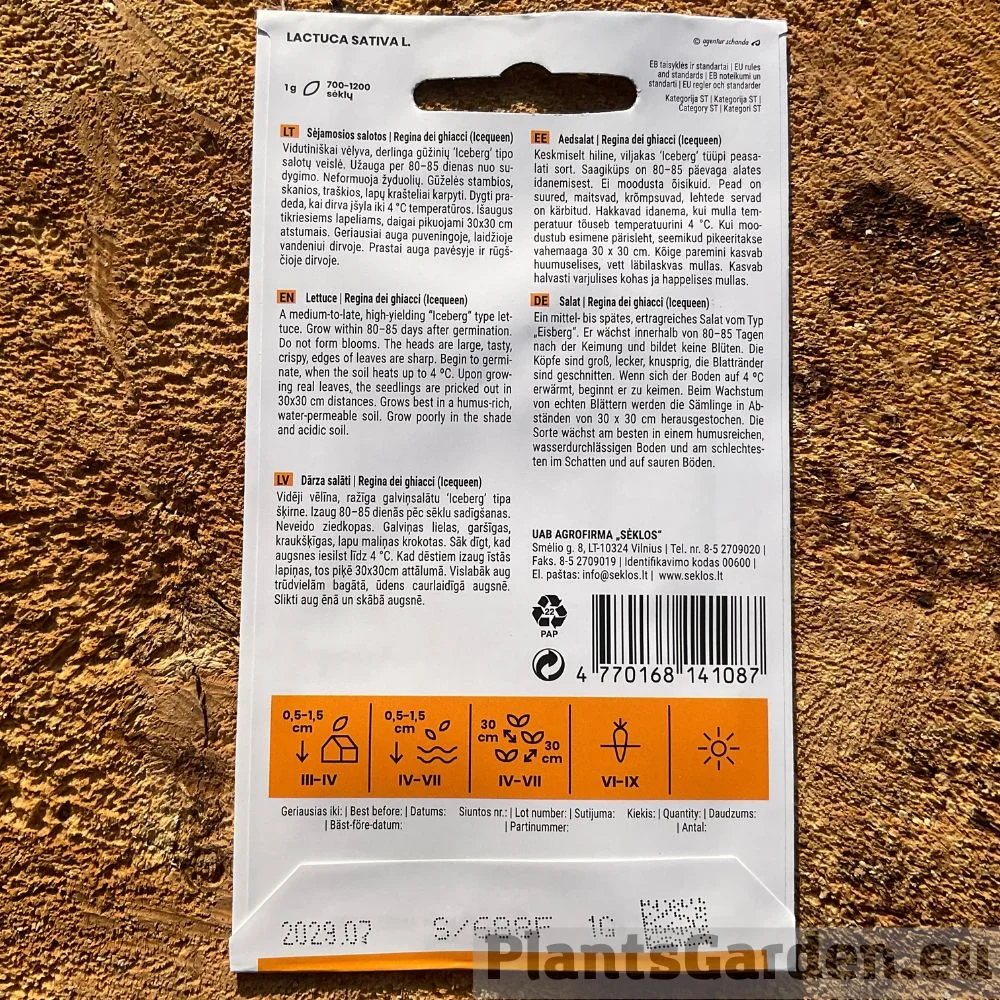 LACTUCA SATIVA L.
© agentur schanda
1 g
700-1200
sėklų
EB taisyklės ir standartai | EU rules
and standards | EB noteikumi un
standarti | EU regler och standarder
Kategorija ST | Kategorija ST |
Category ST | Kategori ST
LT Sėjamosios salotos | Regina dei ghiacci (Icequeen)
Vidutiniškai vėlyva, derlinga gūžinių 'Iceberg' tipo
salotų veislė. Užauga per 80–85 dienas nuo su-
dygimo. Neformuoja žyduolių. Gūželės stambios,
skanios, traškios, lapų krašteliai karpyti. Dygti pra-
deda, kai dirva įšyla iki 4 °C temperatūros. Išaugus
tikriesiems lapeliams, daigai pikuojami 30x30 cm
atstumais. Geriausiai auga puveningoje, laidžioje
vandeniui dirvoje. Prastai auga pavėsyje ir rūgš-
čioje dirvoje.
EN Lettuce | Regina dei ghiacci (Icequeen)
A medium-to-late, high-yielding "Iceberg" type let-
tuce. Grow within 80–85 days after germination.
Do not form blooms. The heads are large, tasty,
crispy, edges of leaves are sharp. Begin to germi-
nate, when the soil heats up to 4 ºC. Upon grow-
ing real leaves, the seedlings are pricked out in
30x30 cm distances. Grows best in a humus-rich,
water-permeable soil. Grow poorly in the shade
and acidic soil.
LV Dārza salāti | Regina dei ghiacci (Icequeen)
Vidēji vēlīna, ražīga galviņsalātu 'Iceberg' tipa
šķirne. Izaug 80–85 dienās pēc sēklu sadīgšanas.
Neveido ziedkopas. Galviņas lielas, garšīgas,
kraukšķīgas, lapu maliņas krokotas. Sāk dīgt, kad
augsnes iesilst līdz 4 °C. Kad dēstiem izaug īstās
lapiņas, tos piķē 30x30cm attālumā. Vislabāk aug
trūdvielām bagātā, ūdens caurlaidīgā augsnē.
Slikti aug ēnā un skābā augsnē.
EE Aedsalat | Regina dei ghiacci (Icequeen)
Keskmiselt hiline, viljakas 'Iceberg' tüüpi peasa-
lati sort. Saagiküps on 80–85 päevaga alates
idanemisest. Ei moodusta õisikuid. Pead on
suured, maitsvad, krõmpsuvad, lehtede servad
on kärbitud. Hakkavad idanema, kui mulla tem-
peratuur tõuseb temperatuurini 4 °C. Kui moo-
dustub esimene pärisleht, seemikud pikeeritakse
vahemaaga 30 x 30 cm. Kõige paremini kasvab
huumuselises, vett läbilaskvas mullas. Kasvab
halvasti varjulises kohas ja happelises mullas.
DE Salat | Regina dei ghiacci (Icequeen)
Ein mittel- bis spätes, ertragreiches Salat vom Typ
„Eisberg". Er wächst innerhalb von 80–85 Tagen
nach der Keimung und bildet keine Blüten. Die
Köpfe sind groß, lecker, knusprig, die Blattränder
sind geschnitten. Wenn sich der Boden auf 4 ºC
erwärmt, beginnt er zu keimen. Beim Wachstum
von echten Blättern werden die Sämlinge in Ab-
ständen von 30 x 30 cm herausgestochen. Die
Sorte wächst am besten in einem humusreichen,
wasserdurchlässigen Boden und am schlechtes-
ten im Schatten und auf sauren Böden.
UAB AGROFIRMA „SĖKLOS"
Smėlio g. 8, LT-10324 Vilnius | Tel. nr. 8-5 2709020 |
Faks. 8-5 2709019 | Identifikavimo kodas 00600 |
El. paštas: info@seklos.lt | www.seklos.lt
22
PAP
4 770168 141087
0,5–1,5
cm
III–IV
0,5–1,5
cm
IV–VII
30
cm
30
cm
IV–VII
VI–IX
Geriausias iki: | Best before: | Datums:
| Bäst-före-datum:
Siuntos nr.: | Lot number: | Sutijuma:
| Partinummer:
Kiekis: | Quantity: | Daudzums:
| Antal:
2029.07
1G
PlantsGarden.eu